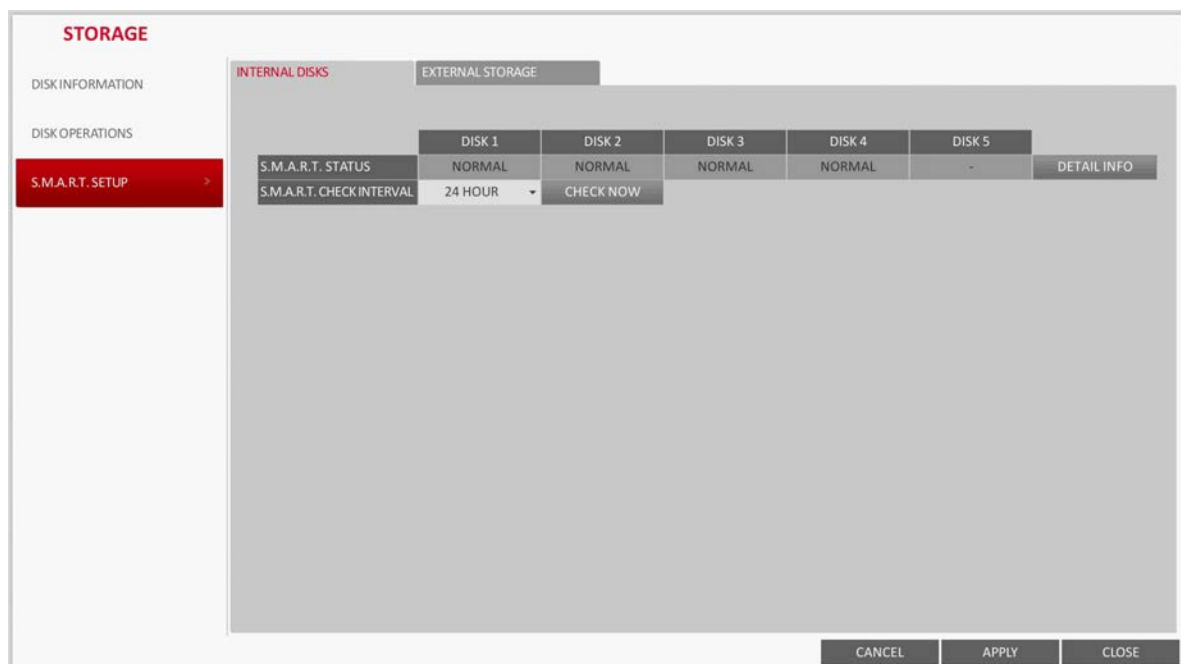 STORAGE
INTERNAL DISKS EXTERNAL STORAGE
DISK INFORMATION
DISK OPERATIONS
DISK 1 DISK 2 DISK 3 DISK 4 DISK 5
S.M.A.R.T. STATUS NORMAL NORMAL NORMAL NORMAL - DETAIL INFO
S.M.A.R.T. SETUP >
S.M.A.R.T. CHECK INTERVAL 24 HOUR CHECK NOW
CANCEL APPLY CLOSE